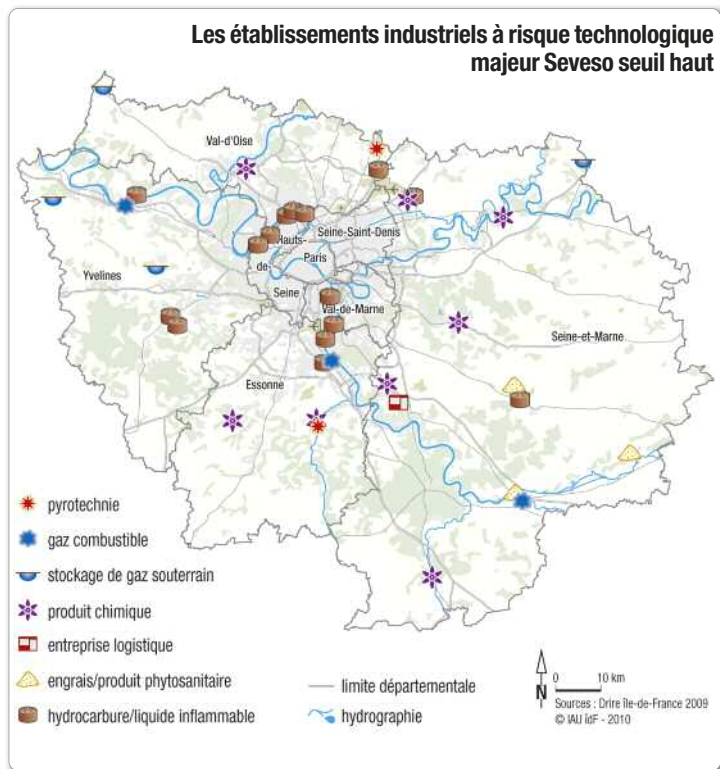 Les établissements industriels à risque technologique
majeur Seveso seuil haut
Val-d'Oise
Seine-Saint-Denis
Hauts-
Paris
Yvelines
de-
Seine
Val-de-Marne
Seine-et-Marne
Essonne
pyrotechnie
gaz combustible
stockage de gaz souterrain
produit chimique
entreprise logistique
engrais/produit phytosanitaire
hydrocarbure/liquide inflammable
limite départementale
hydrographie
N
0 10 km
Sources : Drire île-de-France 2009
© IAU îdF - 2010